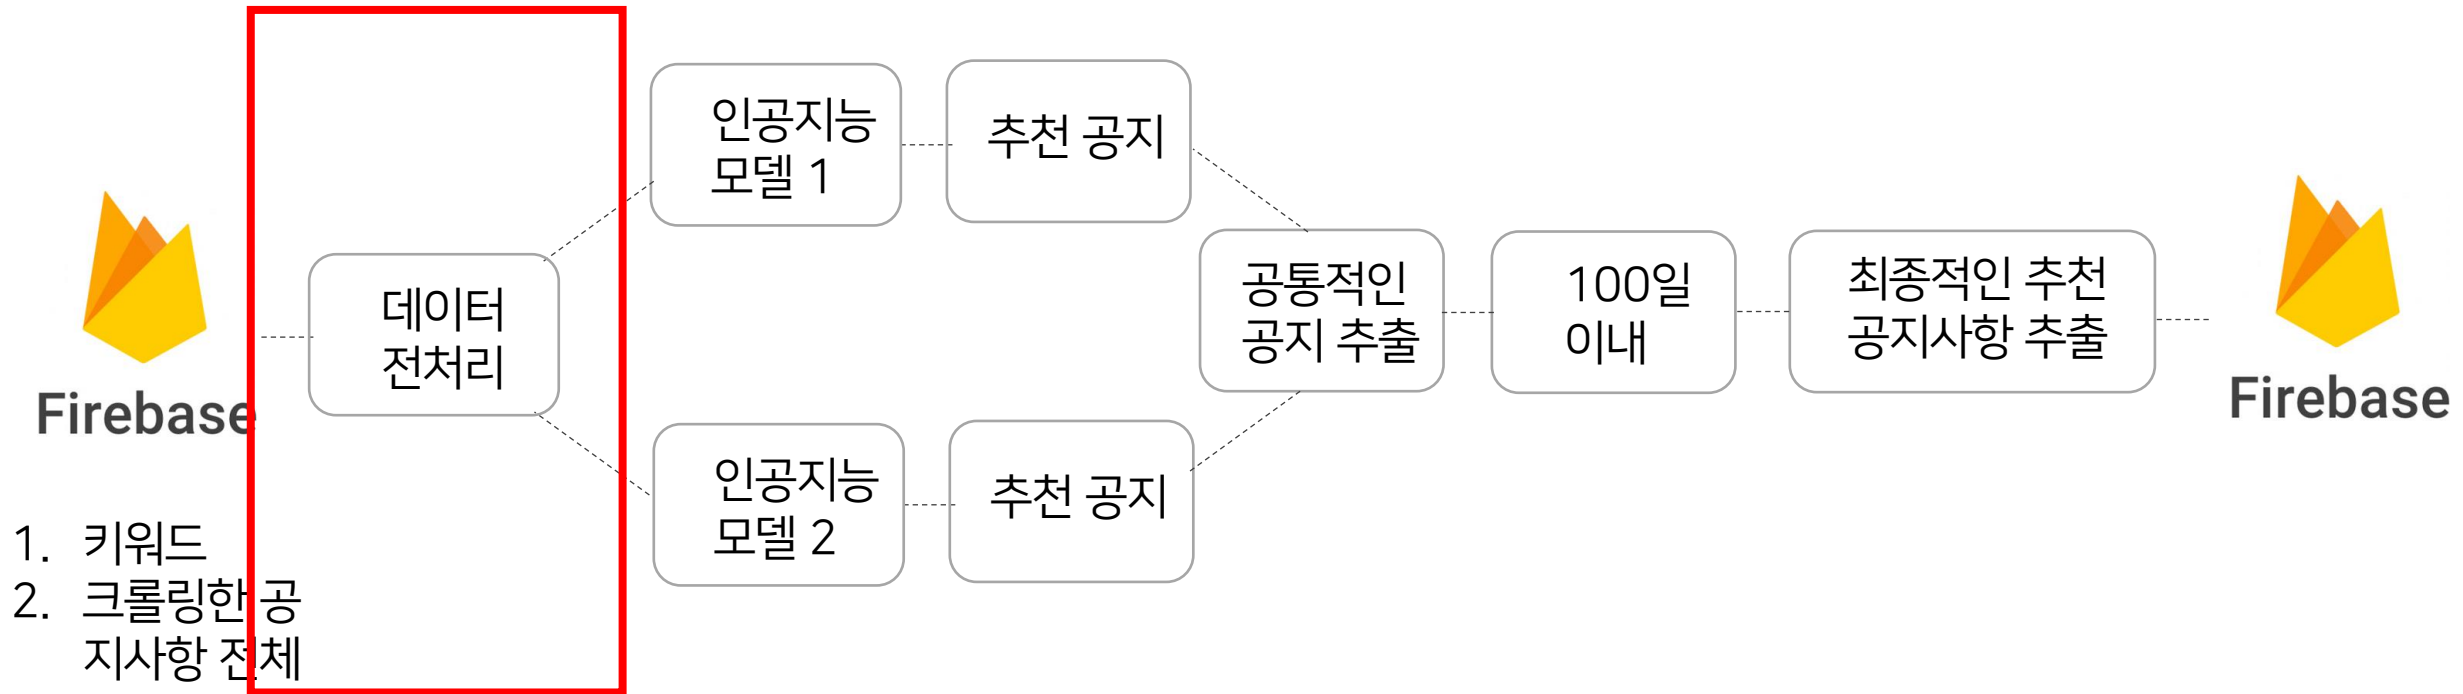 Firebase
1. 키워드
2. 크롤링한 공
지사항 전체
데이터
전처리
인공지능
모델 1
추천 공지
인공지능
모델 2
추천 공지
공통적인
공지 추출
100일
이내
최종적인 추천
공지사항 추출
Firebase